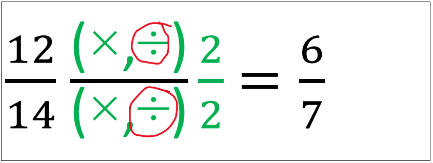 12 (×,÷) 2 = 6
14 (×,÷) 2 7